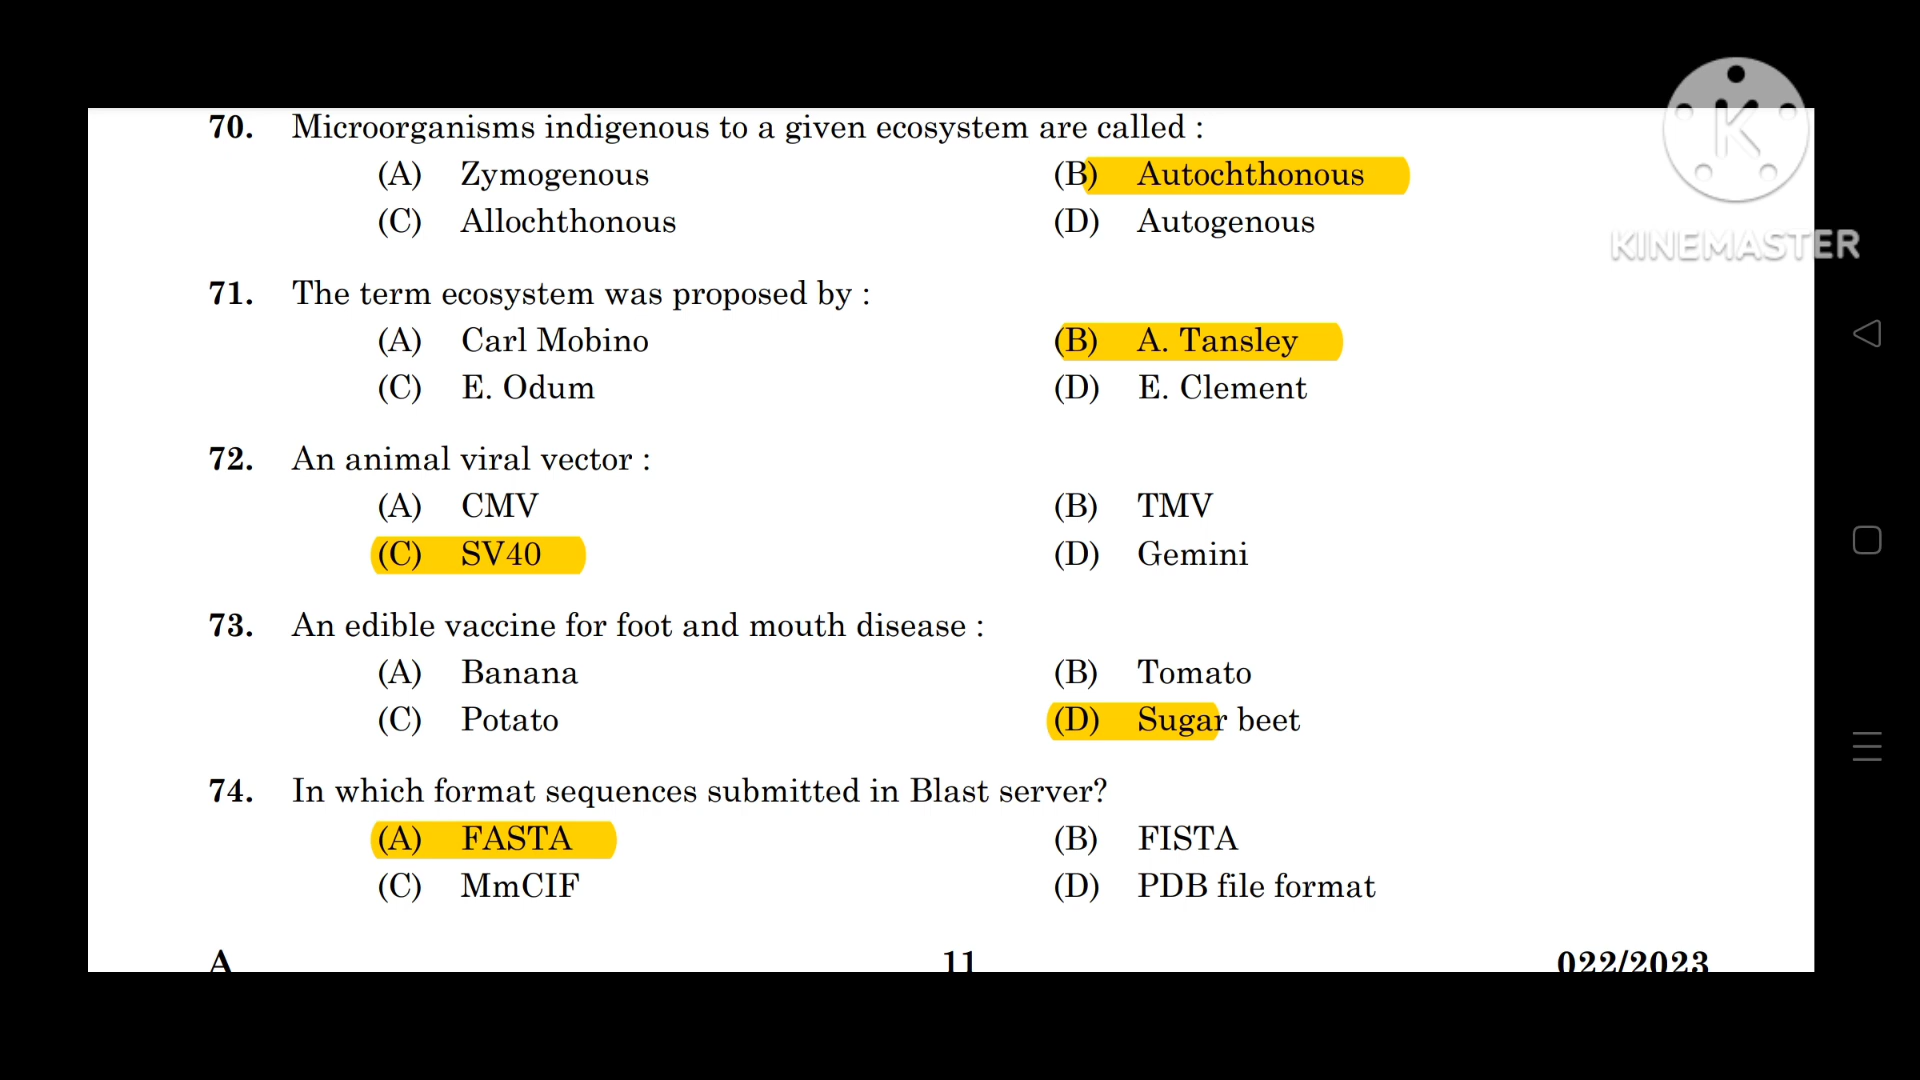 70. Microorganisms indigenous to a given ecosystem are called :
(A) Zymogenous (B) Autochthonous
(C) Allochthonous (D) Autogenous
71. The term ecosystem was proposed by :
(A) Carl Mobino (B) A. Tansley
(C) E. Odum (D) E. Clement
72. An animal viral vector :
(A) CMV (B) TMV
(C) SV40 (D) Gemini
73. An edible vaccine for foot and mouth disease :
(A) Banana (B) Tomato
(C) Potato (D) Sugar beet
74. In which format sequences submitted in Blast server?
(A) FASTA (B) FISTA
(C) MmCIF (D) PDB file format
A 11 022/2023
K
KINEMASTER